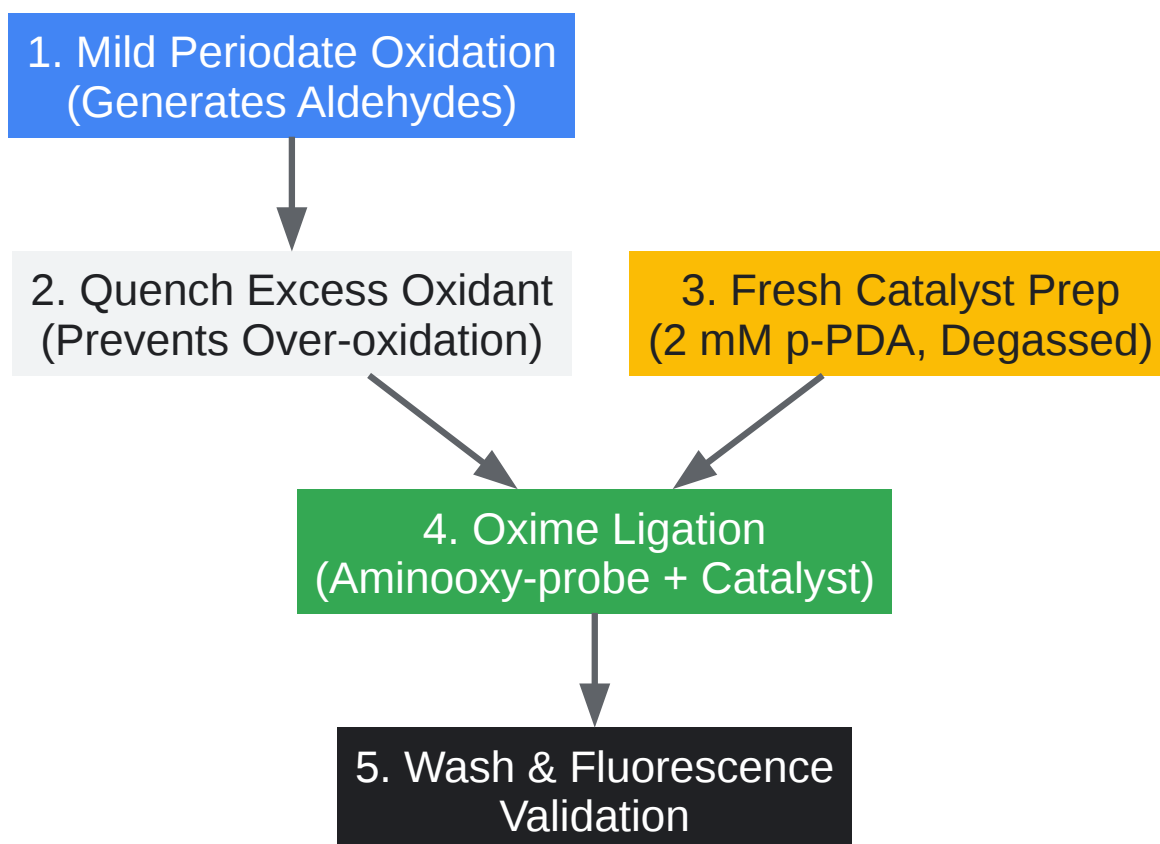 1. Mild Periodate Oxidation
(Generates Aldehydes)
2. Quench Excess Oxidant
(Prevents Over-oxidation)
3. Fresh Catalyst Prep
(2 mM p-PDA, Degassed)
4. Oxime Ligation
(Aminooxy-probe + Catalyst)
5. Wash & Fluorescence
Validation